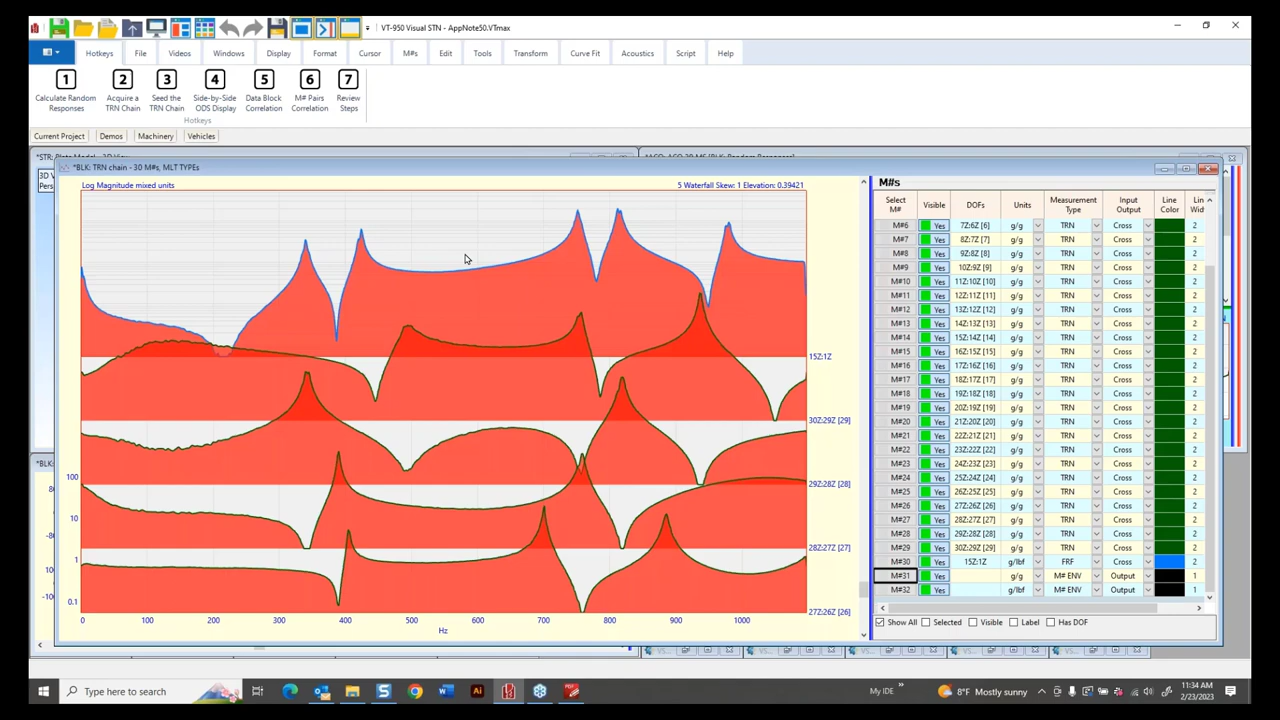 VT-950 Visual STN - AppNote50.VTmax
Hotkeys File Videos Windows Display Format Cursor M#s Edit Tools Transform Curve Fit Acoustics Script Help
1 2 3 4 5 6 7
Calculate Random Acquire a Seed the Side-by-Side Data Block M# Pairs Review
Responses TRN Chain TRN Chain ODS Display Correlation Correlation Steps
Hotkeys
Current Project Demos Machinery Vehicles
*BLK: TRN chain - 30 M#s, MLT TYPEs
Log Magnitude mixed units 5 Waterfall Skew: 1 Elevation: 0.39421
15Z:1Z
30Z:29Z [29]
29Z:28Z [28]
28Z:27Z [27]
27Z:26Z [26]
100
10
1
0.1
0 100 200 300 400 500 600 700 800 900 1000
Hz
M#s
Select Visible DOFs Units Measurement Input Line Lin
M# Type Output Color Wid
M#6 Yes 7Z:6Z [6] g/g TRN Cross 2
M#7 Yes 8Z:7Z [7] g/g TRN Cross 2
M#8 Yes 9Z:8Z [8] g/g TRN Cross 2
M#9 Yes 10Z:9Z [9] g/g TRN Cross 2
M#10 Yes 11Z:10Z [10] g/g TRN Cross 2
M#11 Yes 12Z:11Z [11] g/g TRN Cross 2
M#12 Yes 13Z:12Z [12] g/g TRN Cross 2
M#13 Yes 14Z:13Z [13] g/g TRN Cross 2
M#14 Yes 15Z:14Z [14] g/g TRN Cross 2
M#15 Yes 16Z:15Z [15] g/g TRN Cross 2
M#16 Yes 17Z:16Z [16] g/g TRN Cross 2
M#17 Yes 18Z:17Z [17] g/g TRN Cross 2
M#18 Yes 19Z:18Z [18] g/g TRN Cross 2
M#19 Yes 20Z:19Z [19] g/g TRN Cross 2
M#20 Yes 21Z:20Z [20] g/g TRN Cross 2
M#21 Yes 22Z:21Z [21] g/g TRN Cross 2
M#22 Yes 23Z:22Z [22] g/g TRN Cross 2
M#23 Yes 24Z:23Z [23] g/g TRN Cross 2
M#24 Yes 25Z:24Z [24] g/g TRN Cross 2
M#25 Yes 26Z:25Z [25] g/g TRN Cross 2
M#26 Yes 27Z:26Z [26] g/g TRN Cross 2
M#27 Yes 28Z:27Z [27] g/g TRN Cross 2
M#28 Yes 29Z:28Z [28] g/g TRN Cross 2
M#29 Yes 30Z:29Z [29] g/g TRN Cross 2
M#30 Yes 15Z:1Z g/lbf FRF Cross 2
M#31 Yes g/g M# ENV Output 1
M#32 Yes g/lbf M# ENV Output 1
Show All Selected Visible Label Has DOF
Type here to search
My IDE
8°F Mostly sunny
11:34 AM
2/23/2023